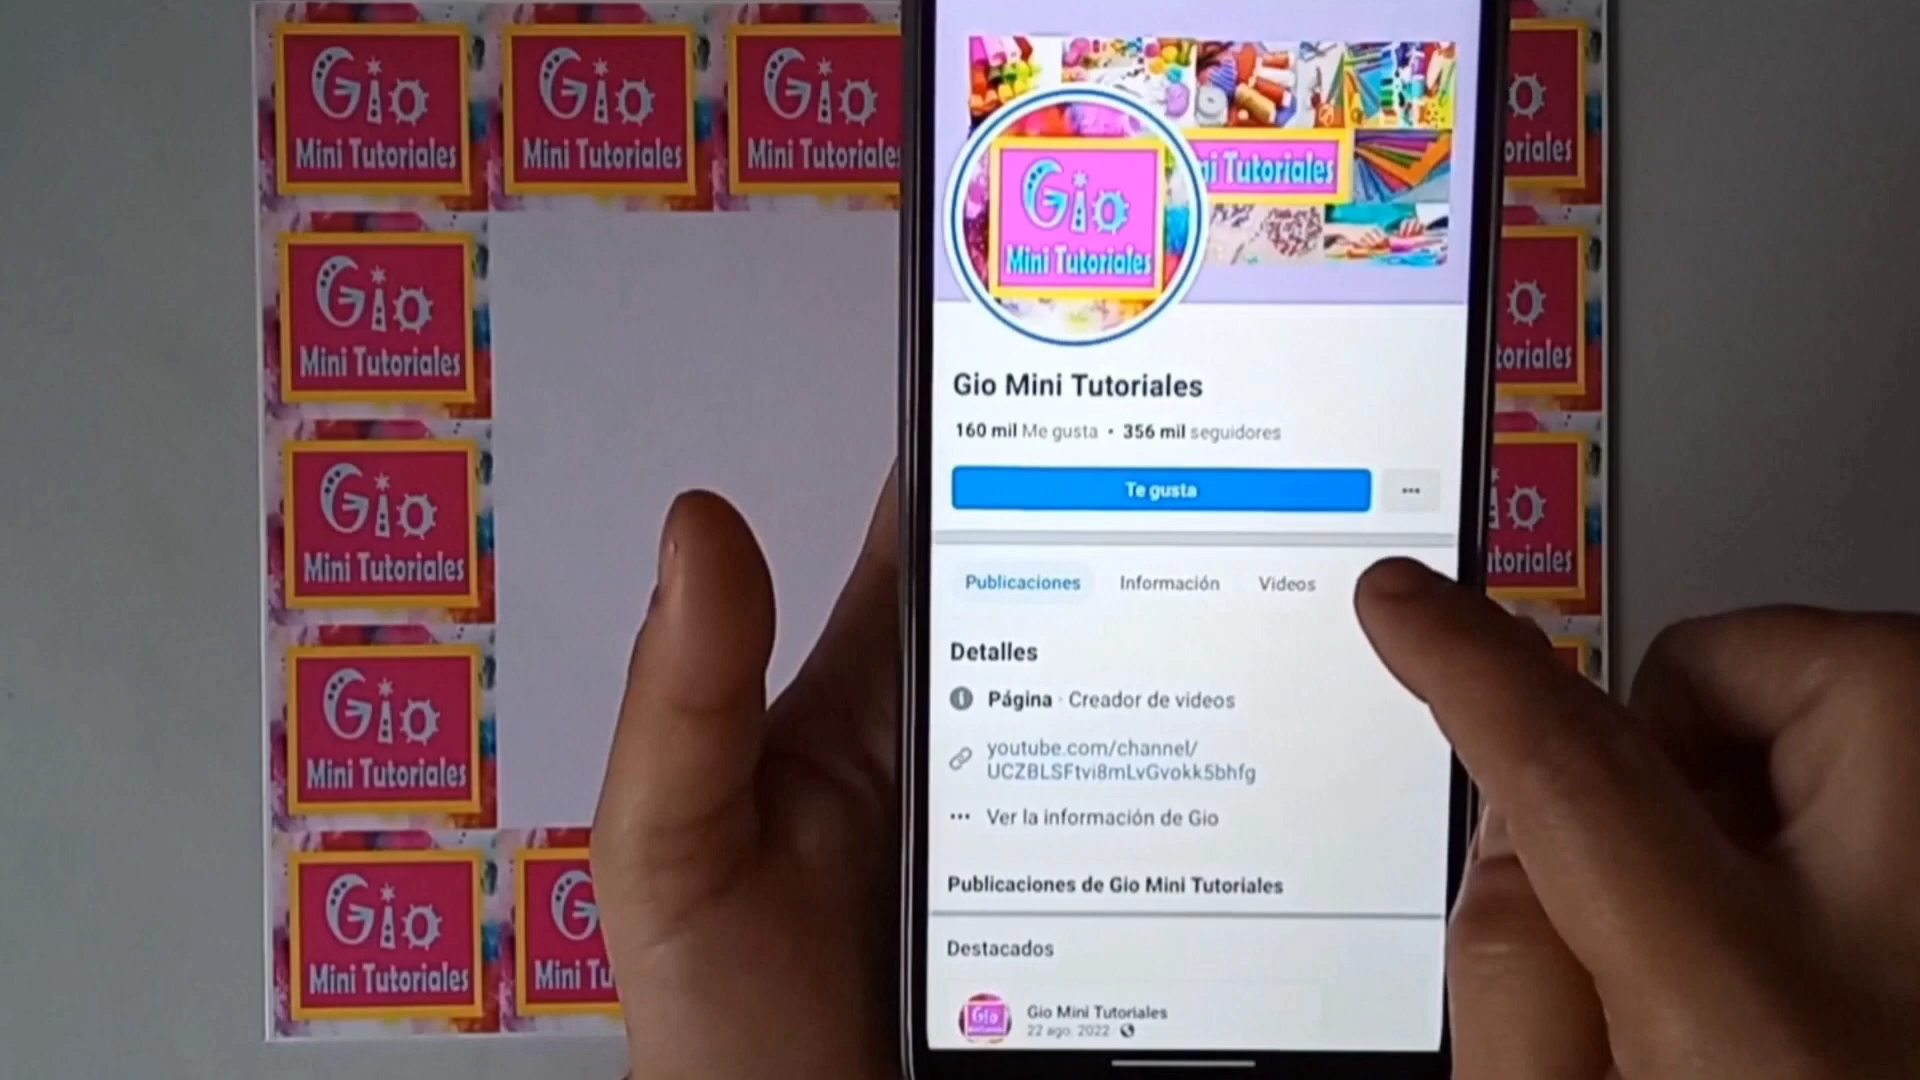 Gio
Mini Tutoriales
Gio
Mini Tutoriales
Gio
Mini Tutoriales
Gio
Mini Tutoriales
Gio
Mini Tutoriales
Gio
Mini Tutoriales
Gio
Mini Tutoriales
Gio
Mini Tutoriales
Tutoriales
Gio Mini Tutoriales
160 mil Me gusta · 356 mil seguidores
Te gusta
Publicaciones Información Videos
Detalles
Página · Creador de videos
youtube.com/channel/
UCZBLSFtvi8mLvGvokk5bhfg
Ver la información de Gio
Publicaciones de Gio Mini Tutoriales
Destacados
Gio
Gio Mini Tutoriales
22 ago. 2022